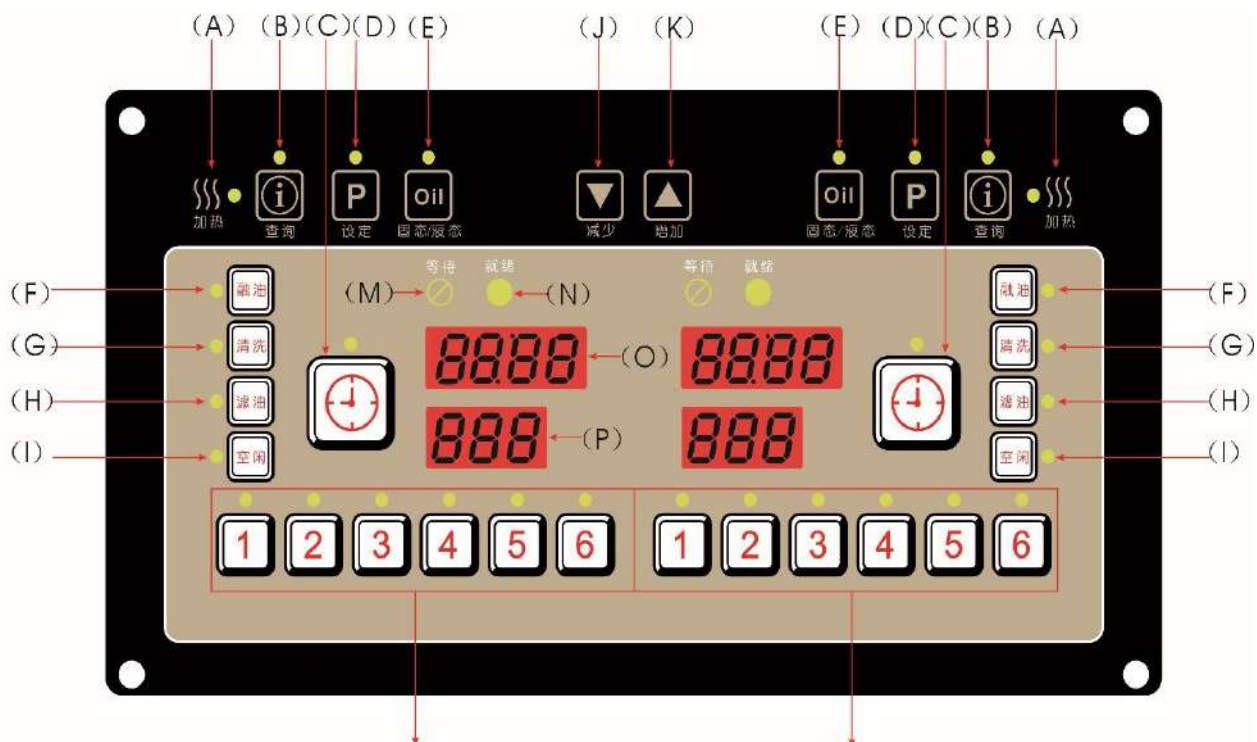 (A) (B) (C) (D) (E) (J) (K) (E) (D) (C) (B) (A)
P Oil Oil P
加热 查询 设定 固态/液态 减少 增加 固态/液态 设定 查询 加热
等待 就绪 等待 就绪
(F) 融油 (M) (N) 融油 (F)
(G) 清洗 88:88 (O) 88:88 清洗 (G)
(H) 滤油 滤油 (H)
(I) 空闲 888 (P) 888 空闲 (I)
1 2 3 4 5 6 1 2 3 4 5 6